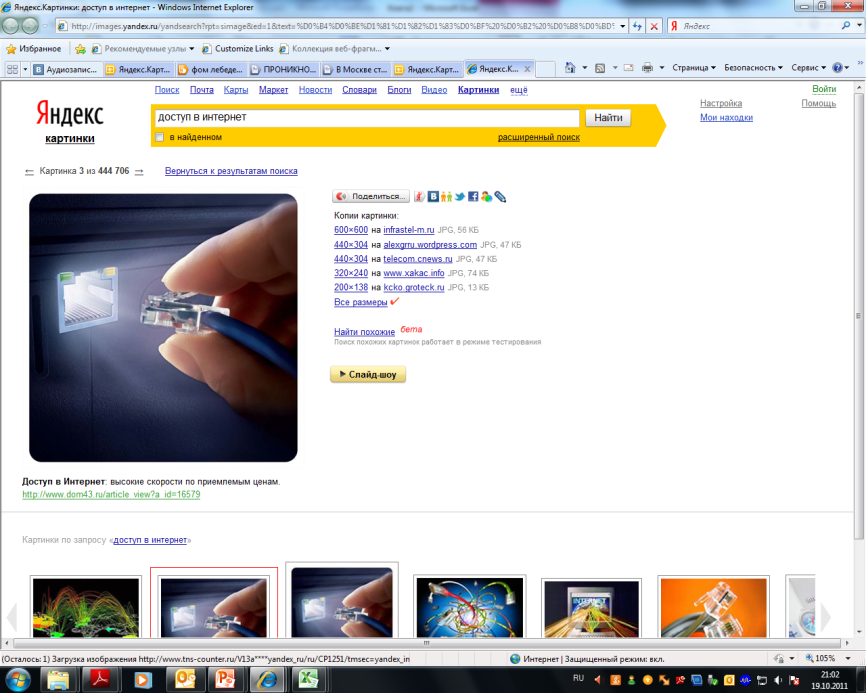 Яндекс.Картинки: доступ в интернет - Windows Internet Explorer
http://images.yandex.ru/yandsearch?rpt=simage&ed=1&text=%D0%B4%D0%BE%D1%81%D1%82%D1%83%D0%BF%20%D0%B2%20%D0%B8%D0%BD%
Яндекс
Избранное Рекомендуемые узлы Customize Links Коллекция веб-фрагм...
Аудиозапис... Яндекс.Карт... фом лебеде... ПРОНИКНО... В Москве ст... Яндекс.Карт... Яндекс.К... Страница Безопасность Сервис
Поиск Почта Карты Маркет Новости Словари Блоги Видео Картинки ещё
Войти
Яндекс
картинки
доступ в интернет Найти
в найденном расширенный поиск
Настройка Помощь
Мои находки
← Картинка 3 из 444 706 → Вернуться к результатам поиска
Поделиться...
Копии картинки:
600×600 на infrastel-m.ru JPG, 56 КБ
440×304 на alexgrru.wordpress.com JPG, 47 КБ
440×304 на telecom.cnews.ru JPG, 47 КБ
320×240 на www.xakac.info JPG, 74 КБ
200×138 на kcko.groteck.ru JPG, 13 КБ
Все размеры
Найти похожие бета
Поиск похожих картинок работает в режиме тестирования
Слайд-шоу
Доступ в Интернет: высокие скорости по приемлемым ценам.
http://www.dom43.ru/article_view?a_id=16579
Картинки по запросу «доступ в интернет»
INTERNET
(Осталось: 1) Загрузка изображения http://www.tns-counter.ru/V13a****yandex_ru/ru/CP1251/tmsec=yandex_in
Интернет | Защищенный режим: вкл. 105%
RU
21:02
19.10.2011